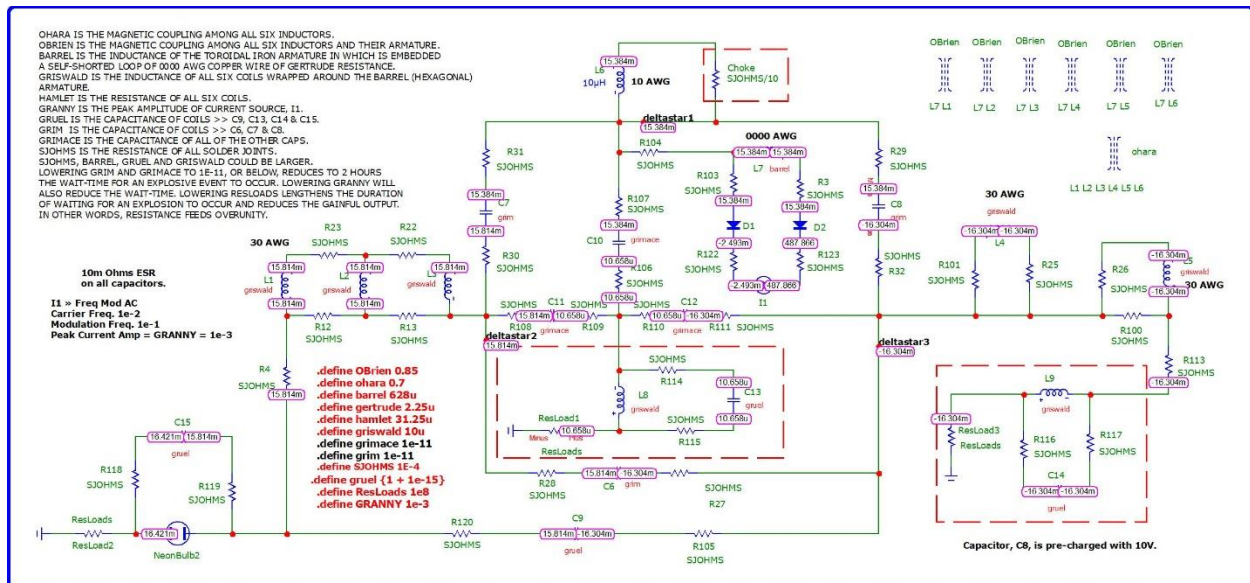 OHARA IS THE MAGNETIC COUPLING AMONG ALL SIX INDUCTORS.
OBRIEN IS THE MAGNETIC COUPLING AMONG ALL SIX INDUCTORS AND THEIR ARMATURE.
BARREL IS THE INDUCTANCE OF THE TOROIDAL IRON ARMATURE IN WHICH IS EMBEDDED
A SELF-SHORTED LOOP OF 0000 AWG COPPER WIRE OF GERTRUDE RESISTANCE.
GRISWALD IS THE INDUCTANCE OF ALL SIX COILS WRAPPED AROUND THE BARREL (HEXAGONAL)
ARMATURE.
HAMLET IS THE RESISTANCE OF ALL SIX COILS.
GRANNY IS THE PEAK AMPLITUDE OF CURRENT SOURCE, I1.
GRUEL IS THE CAPACITANCE OF COILS >> C9, C13, C14 & C15.
GRIM IS THE CAPACITANCE OF COILS >> C6, C7 & C8.
GRIMACE IS THE CAPACITANCE OF ALL OF THE OTHER CAPS.
SJOHMS IS THE RESISTANCE OF ALL SOLDER JOINTS.
SJOHMS, BARREL, GRUEL AND GRISWALD COULD BE LARGER.
LOWERING GRIM AND GRIMACE TO 1E-11, OR BELOW, REDUCES TO 2 HOURS
THE WAIT-TIME FOR AN EXPLOSIVE EVENT TO OCCUR. LOWERING GRANNY WILL
ALSO REDUCE THE WAIT-TIME. LOWERING RESLOADS LENGTHENS THE DURATION
OF WAITING FOR AN EXPLOSION TO OCCUR AND REDUCES THE GAINFUL OUTPUT.
IN OTHER WORDS, RESISTANCE FEEDS OVERUNITY.
L6
10µH
10 AWG
Choke
SJOHMS/10
OBrien OBrien OBrien OBrien OBrien OBrien
L7 L1 L7 L2 L7 L3 L7 L4 L7 L5 L7 L6
ohara
L1 L2 L3 L4 L5 L6
deltastar1
15.384m
R31
SJOHMS
R104
SJOHMS
0000 AWG
15.384m 15.384m
L7 barrel
R29
SJOHMS
R103
SJOHMS
R3
SJOHMS
15.384m
C7
grim
15.814m
R107
SJOHMS
15.384m
C10
grimace
10.658u
15.384m
D1
-2.493m
15.384m
D2
487.866
15.384m
C8
grim
-16.304m
R30
SJOHMS
R106
SJOHMS
10.658u
R122
SJOHMS
R123
SJOHMS
-2.493m 487.866
I1
R32
SJOHMS
30 AWG
R23
SJOHMS
R22
SJOHMS
15.814m
L1
griswald
15.814m
15.814m
L2
griswald
15.814m
15.814m
L3
griswald
R12
SJOHMS
R13
SJOHMS
10m Ohms ESR
on all capacitors.
I1 » Freq Mod AC
Carrier Freq. 1e-2
Modulation Freq. 1e-1
Peak Current Amp = GRANNY = 1e-3
30 AWG
griswald
-16.304m -16.304m
L4
R101
SJOHMS
R25
SJOHMS
R26
SJOHMS
-16.304m
L5
griswald
-16.304m
30 AWG
R100
SJOHMS
R108
SJOHMS
C11
15.814m 10.658u
grimace
R109
R110
C12
10.658u -16.304m
grimace
R111
SJOHMS
deltastar2
15.814m
deltastar3
-16.304m
R4
SJOHMS
15.814m
.define OBrien 0.85
.define ohara 0.7
.define barrel 628u
.define gertrude 2.25u
.define hamlet 31.25u
.define griswald 10u
.define grimace 1e-11
.define grim 1e-11
.define SJOHMS 1E-4
.define gruel {1 + 1e-15}
.define ResLoads 1e8
.define GRANNY 1e-3
SJOHMS
R114
L8
griswald
10.658u
C13
gruel
10.658u
ResLoad1
Minus Plus
10.658u
ResLoads
SJOHMS
R115
R113
SJOHMS
-16.304m
L9
griswald
-16.304m
ResLoad3
ResLoads
R116
SJOHMS
R117
SJOHMS
C14
-16.304m -16.304m
gruel
R28
SJOHMS
15.814m -16.304m
C6
grim
SJOHMS
R27
C15
16.421m 15.814m
gruel
R118
SJOHMS
R119
SJOHMS
ResLoads
ResLoad2
16.421m
NeonBulb2
R120
SJOHMS
C9
15.814m -16.304m
gruel
R105
SJOHMS
Capacitor, C8, is pre-charged with 10V.